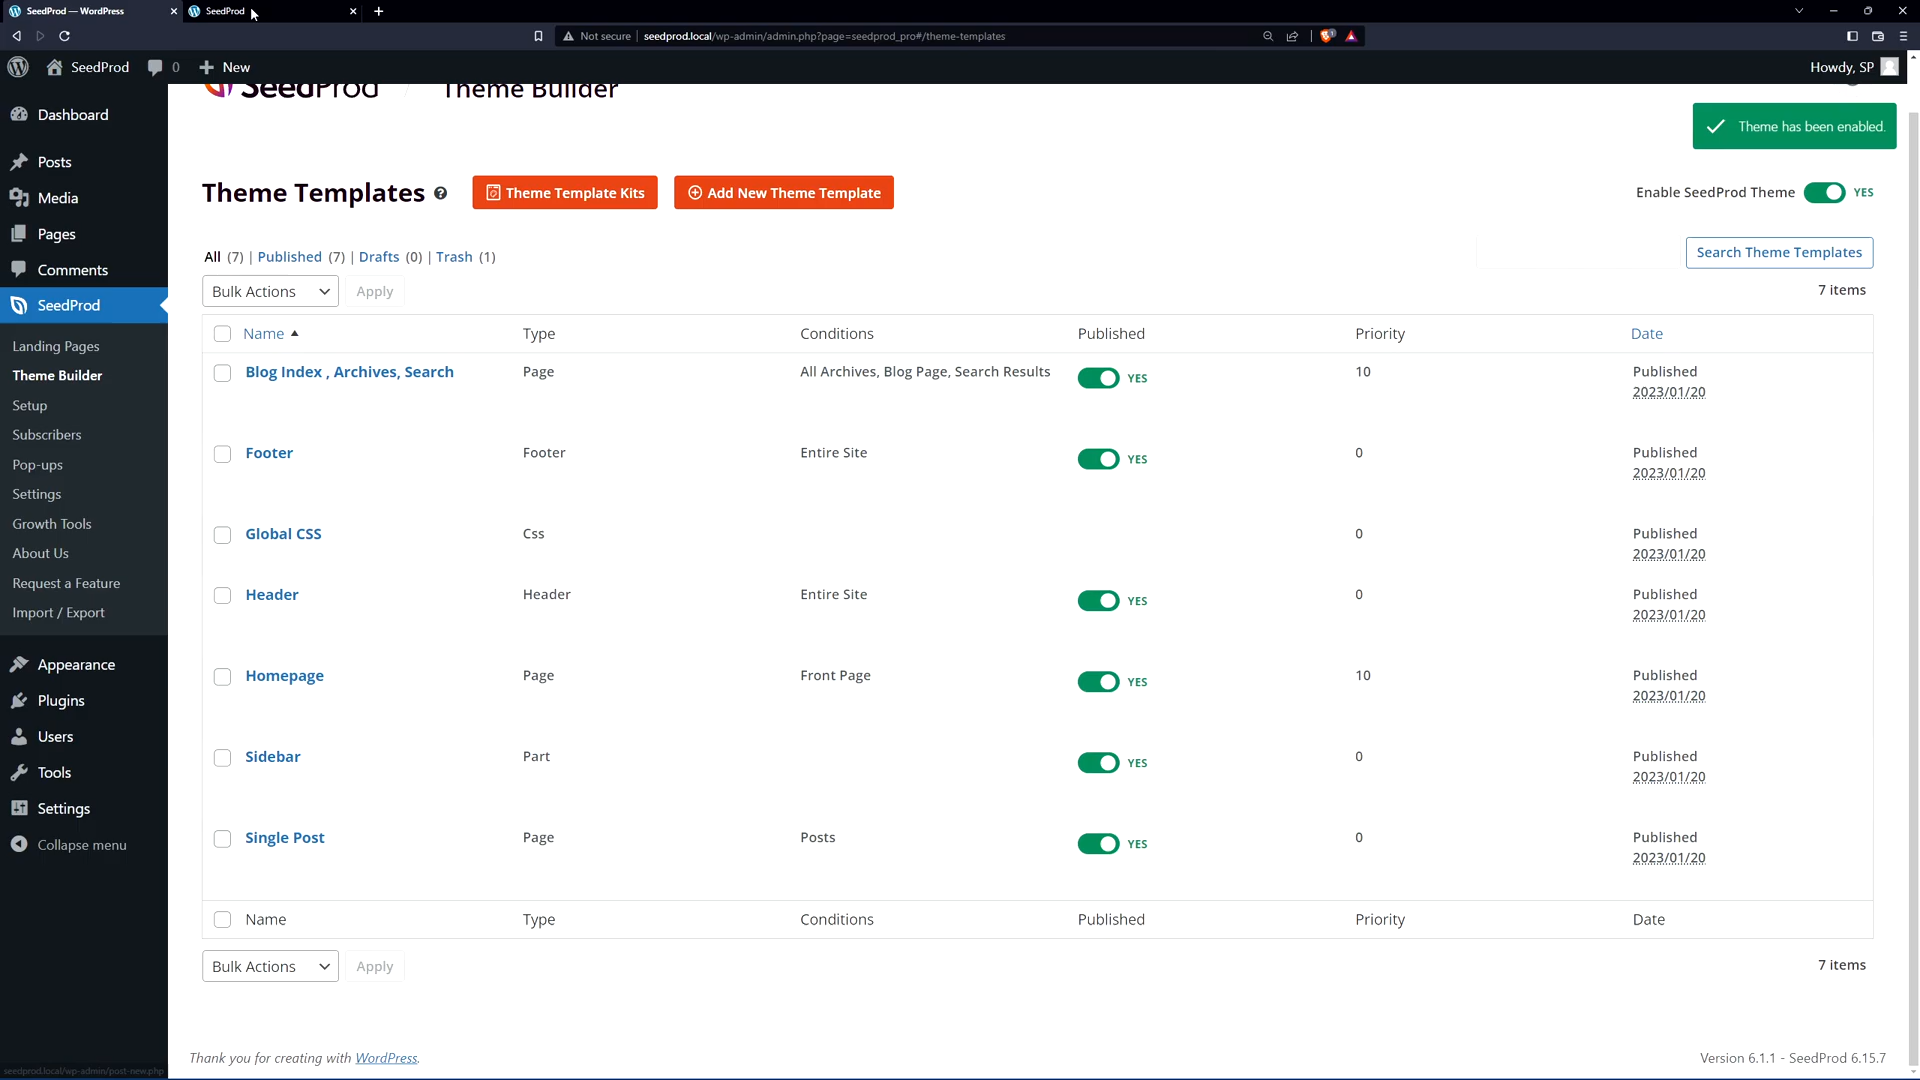 SeedProd — WordPress
SeedProd
Not secure
seedprod.local/wp-admin/admin.php?page=seedprod_pro#/theme-templates
SeedProd
0
New
Howdy, SP
SeedProd / Theme Builder
Theme has been enabled.
Dashboard
Posts
Media
Pages
Comments
SeedProd
Landing Pages
Theme Builder
Setup
Subscribers
Pop-ups
Settings
Growth Tools
About Us
Request a Feature
Import / Export
Appearance
Plugins
Users
Tools
Settings
Collapse menu
seedprod.local/wp-admin/post-new.php
Theme Templates
Theme Template Kits
Add New Theme Template
Enable SeedProd Theme YES
All (7) | Published (7) | Drafts (0) | Trash (1)
Search Theme Templates
Bulk Actions
Apply
7 items
Name Type Conditions Published Priority Date
Blog Index , Archives, Search Page All Archives, Blog Page, Search Results YES 10 Published
2023/01/20
Footer Footer Entire Site YES 0 Published
2023/01/20
Global CSS Css 0 Published
2023/01/20
Header Header Entire Site YES 0 Published
2023/01/20
Homepage Page Front Page YES 10 Published
2023/01/20
Sidebar Part YES 0 Published
2023/01/20
Single Post Page Posts YES 0 Published
2023/01/20
Name Type Conditions Published Priority Date
Bulk Actions
Apply
7 items
Thank you for creating with WordPress.
Version 6.1.1 - SeedProd 6.15.7